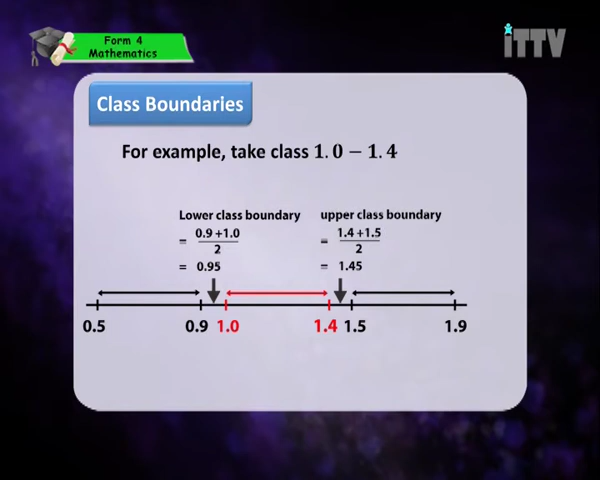 Form 4
Mathematics
iTTV
Class Boundaries
For example, take class 1.0 − 1.4
Lower class boundary
= 0.9 +1.0 / 2
= 0.95
upper class boundary
= 1.4 +1.5 / 2
= 1.45
0.5 0.9 1.0 1.4 1.5 1.9